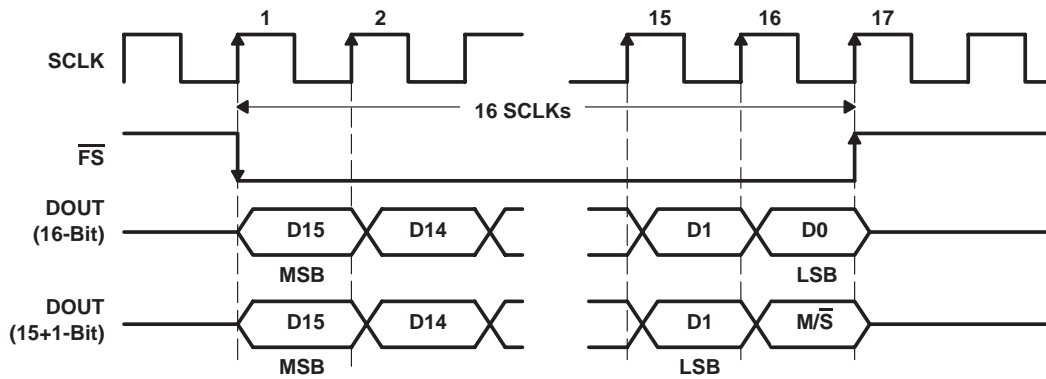 1 2 15 16 17
SCLK
16 SCLKs
F̅S̅
DOUT
(16-Bit)
D15 D14 D1 D0
MSB LSB
DOUT
(15+1-Bit)
D15 D14 D1 M/S̅
MSB LSB